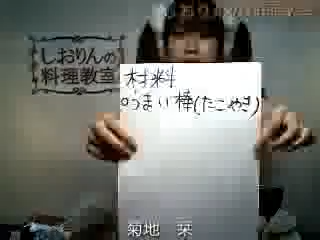 しおりんの
料理教室
材料
○うまい棒(たこやき)
菊地 栞